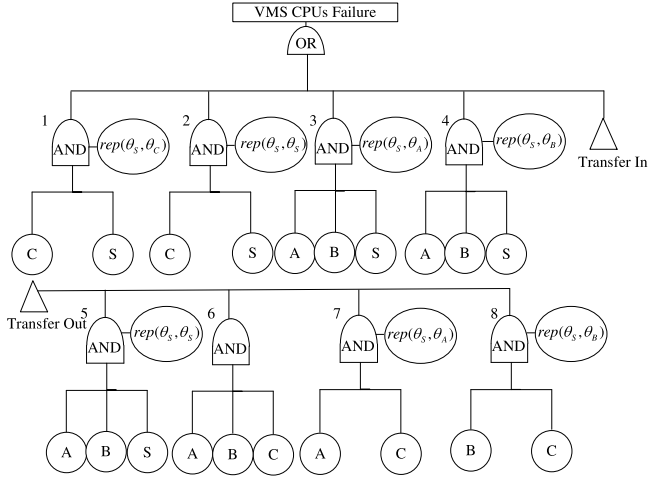 VMS CPUs Failure
OR
1 2 3 4
AND rep(θS,θC) AND rep(θS,θS) AND rep(θS,θA) AND rep(θS,θB)
Transfer In
C S C S A B S A B S
Transfer Out
5 6 7 8
AND rep(θS,θS) AND AND rep(θS,θA) AND rep(θS,θB)
A B S A B C A C B C